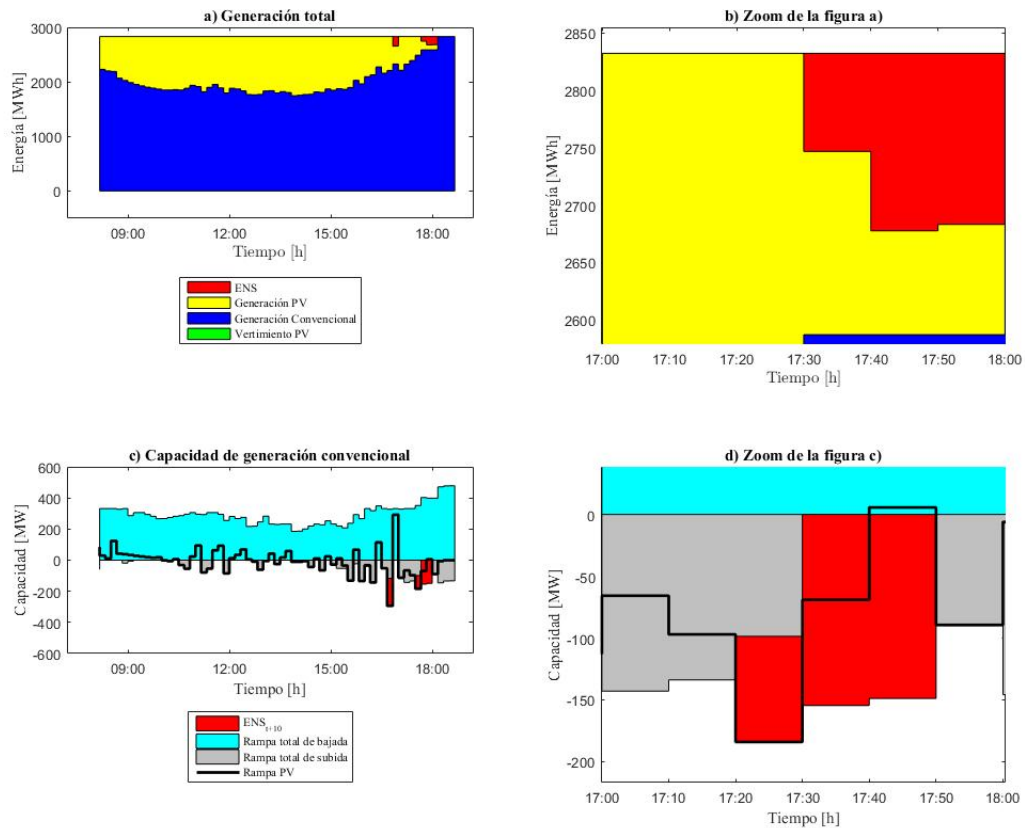 a) Generación total
3000
2000
1000
0
Energía [MWh]
09:00 12:00 15:00 18:00
Tiempo [h]
ENS
Generación PV
Generación Convencional
Vertimiento PV
b) Zoom de la figura a)
2850
2800
2750
2700
2650
2600
Energía [MWh]
17:00 17:10 17:20 17:30 17:40 17:50 18:00
Tiempo [h]
c) Capacidad de generación convencional
600
400
200
0
-200
-400
-600
Capacidad [MW]
09:00 12:00 15:00 18:00
Tiempo [h]
ENSt+10
Rampa total de bajada
Rampa total de subida
Rampa PV
d) Zoom de la figura c)
0
-50
-100
-150
-200
Capacidad [MW]
17:00 17:10 17:20 17:30 17:40 17:50 18:00
Tiempo [h]